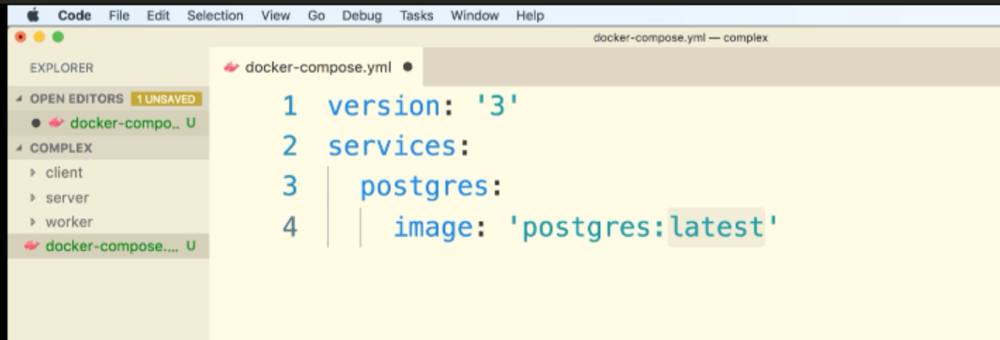 Code File Edit Selection View Go Debug Tasks Window Help
docker-compose.yml — complex
EXPLORER
docker-compose.yml
OPEN EDITORS 1 UNSAVED
docker-compo.. U
COMPLEX
client
server
worker
docker-compose.... U
1 version: '3'
2 services:
3 postgres:
4 image: 'postgres:latest'